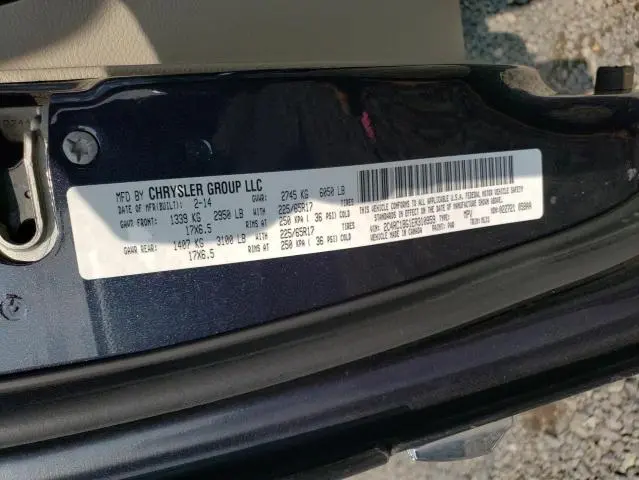 MFD BY CHRYSLER GROUP LLC
DATE OF MFR(BUILT): 2-14 GVWR: 2745 KG 6050 LB
GAWR FRONT: 1339 KG 2950 LB WITH 225/65R17 TIRES
17X6.5 RIMS AT 250 KPA ( 36 PSI) COLD
GAWR REAR: 1407 KG 3100 LB WITH 225/65R17 TIRES
17X6.5 RIMS AT 250 KPA ( 36 PSI) COLD
THIS VEHICLE CONFORMS TO ALL APPLICABLE U.S.A. FEDERAL MOTOR VEHICLE SAFETY
STANDARDS IN EFFECT ON THE DATE OF MANUFACTURE SHOWN ABOVE.
VEHICLE MADE IN CANADA PAINT: PAR TRIM:
TYPE: MPV